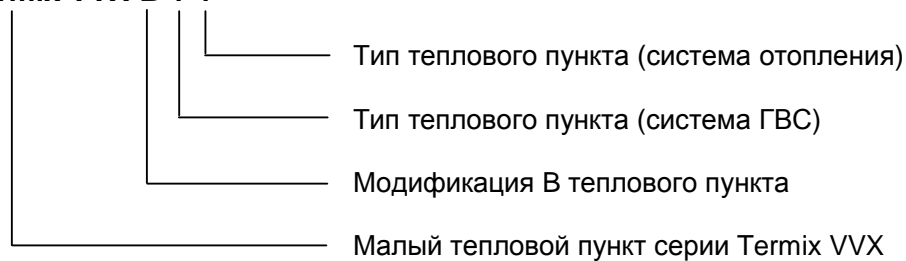 Тип теплового пункта (система отопления)
Тип теплового пункта (система ГВС)
Модификация В теплового пункта
Малый тепловой пункт серии Termix VVX